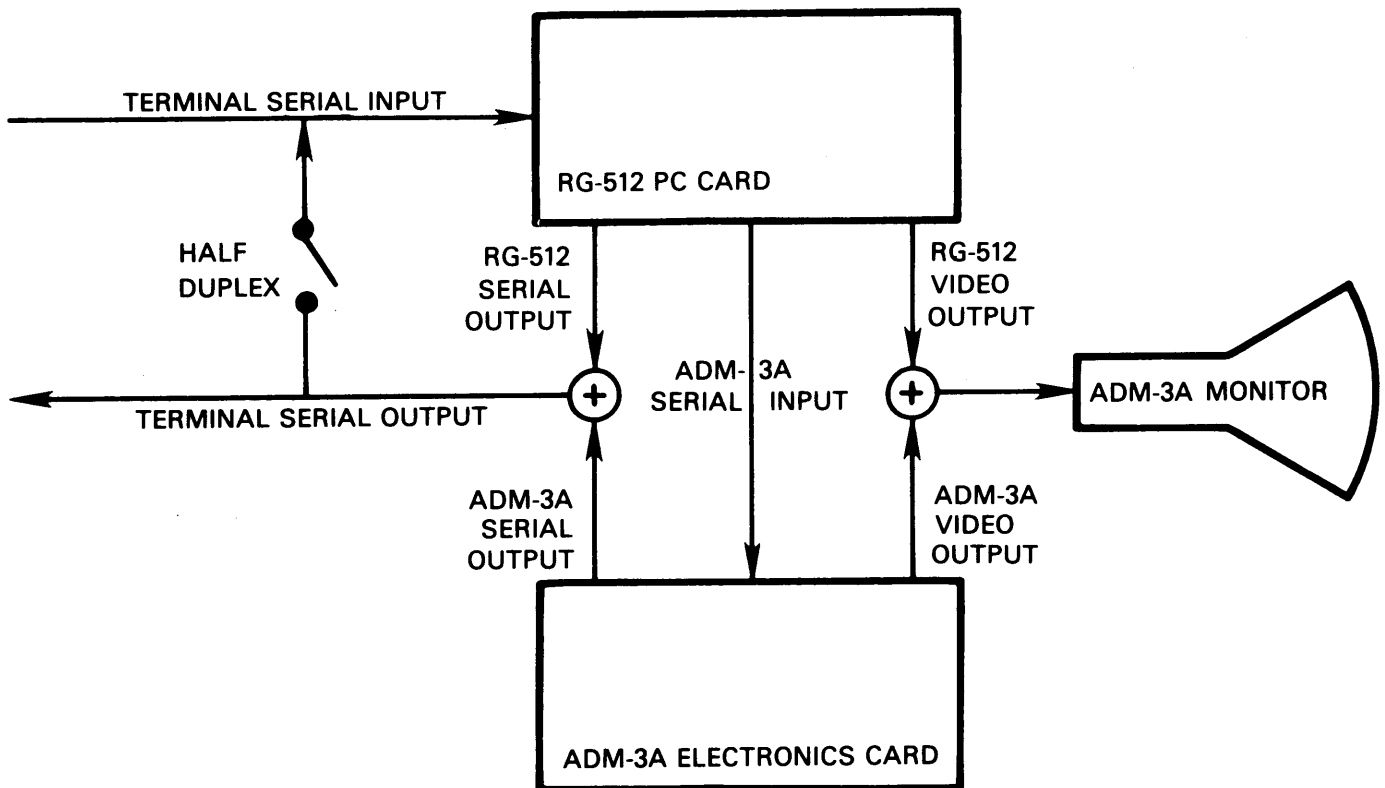 TERMINAL SERIAL INPUT
RG-512 PC CARD
HALF
DUPLEX
RG-512
SERIAL
OUTPUT
RG-512
VIDEO
OUTPUT
ADM-3A
SERIAL INPUT
+
+
ADM-3A MONITOR
TERMINAL SERIAL OUTPUT
ADM-3A
SERIAL
OUTPUT
ADM-3A
VIDEO
OUTPUT
ADM-3A ELECTRONICS CARD